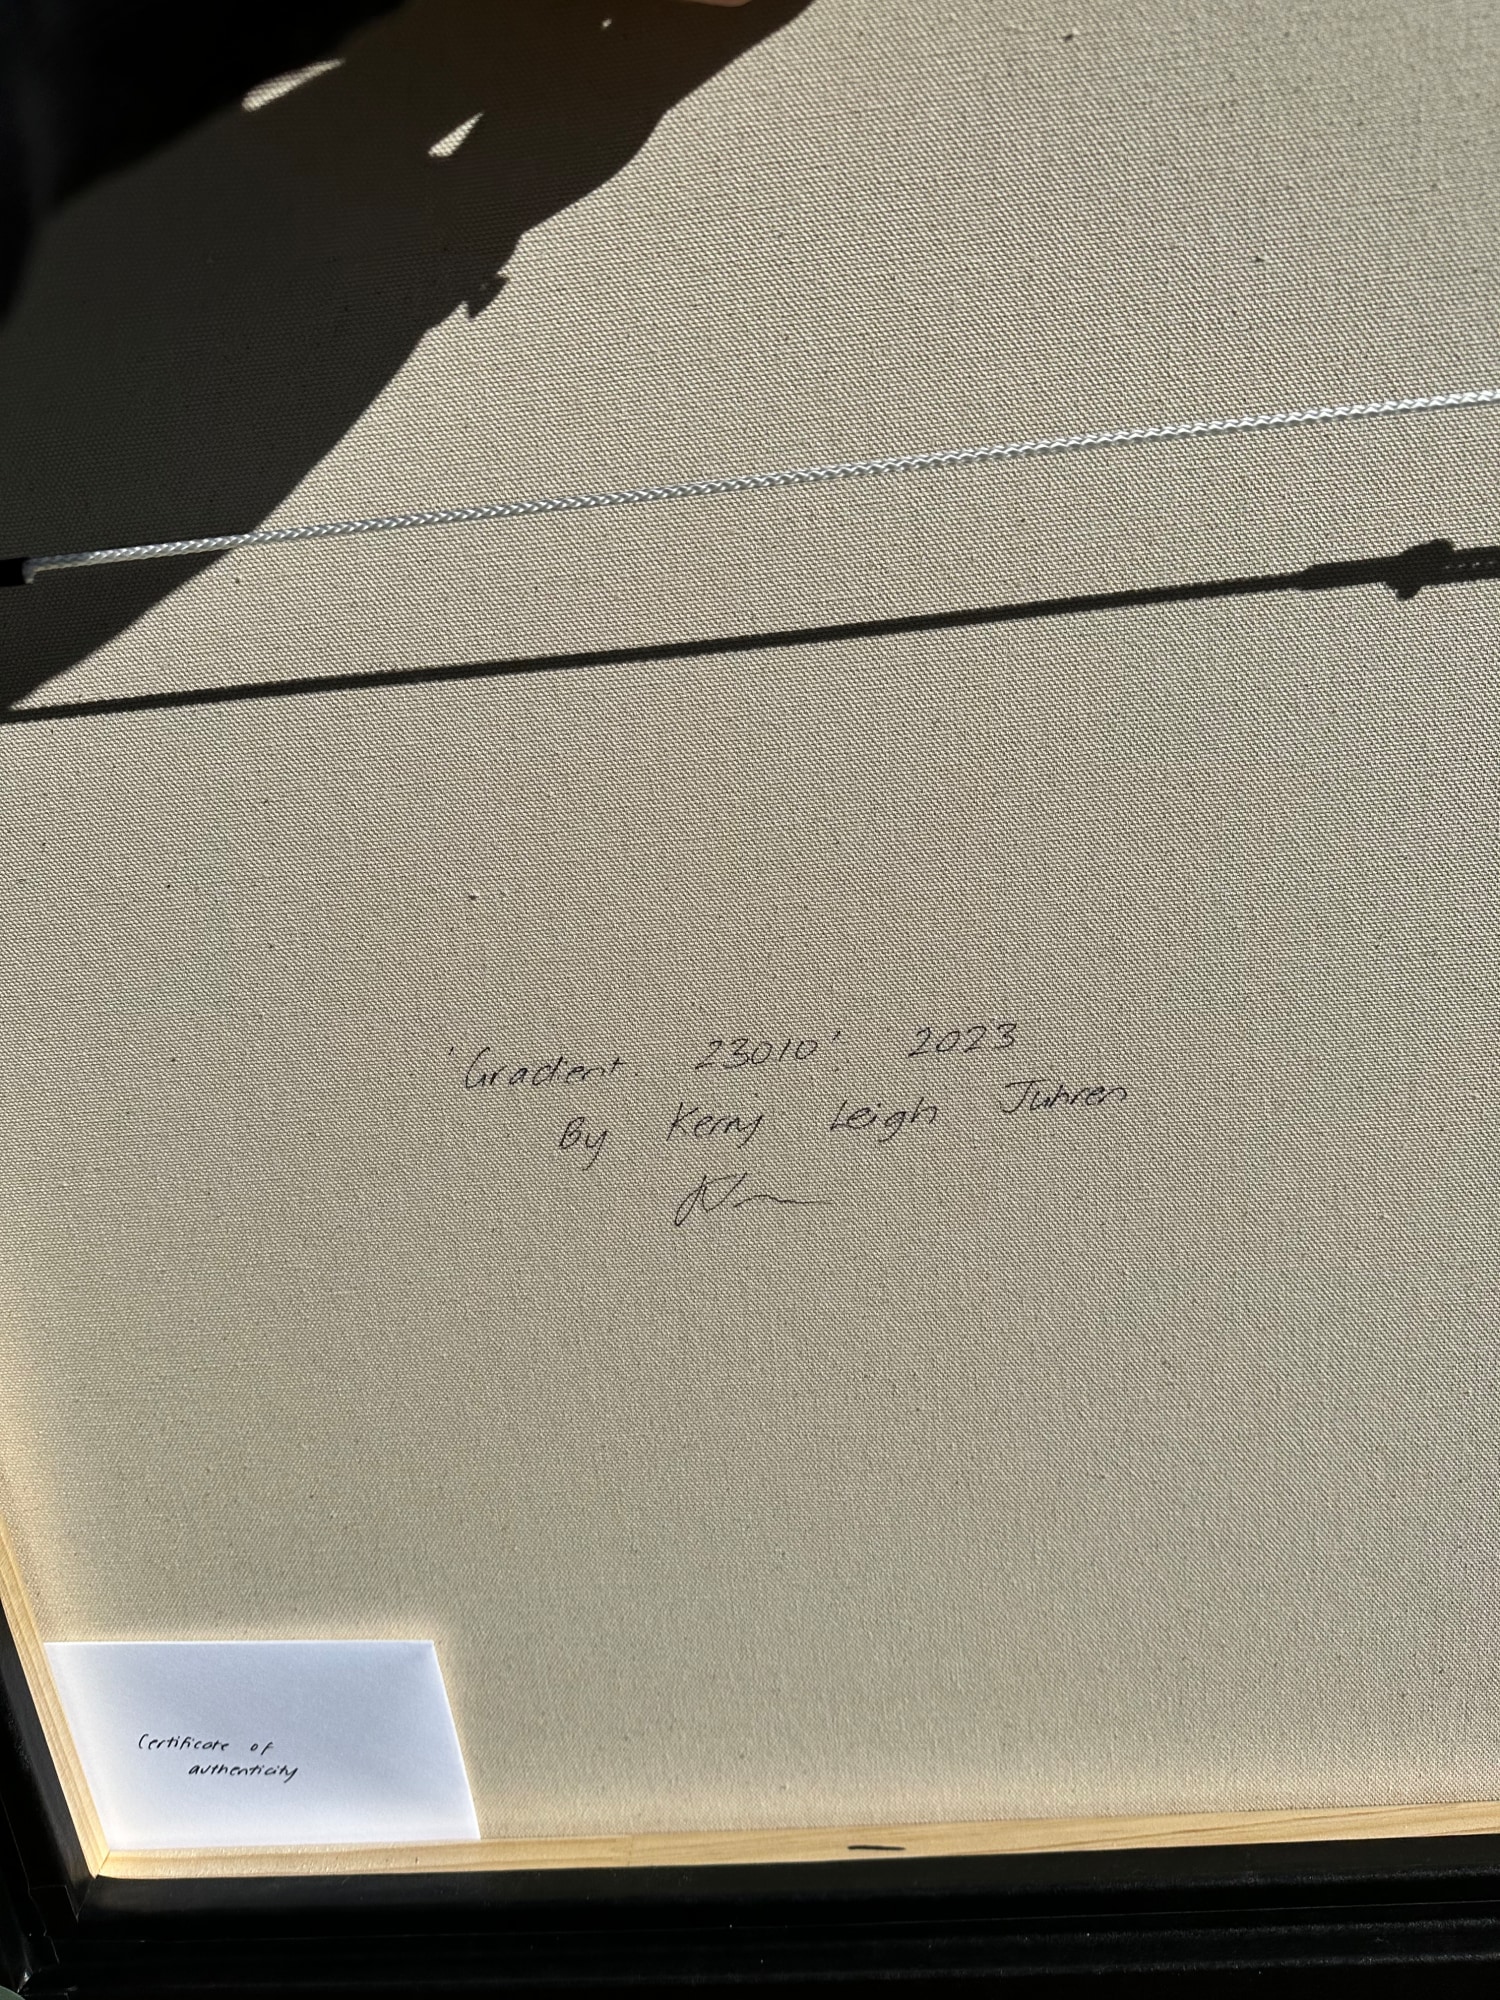 'Gradient. 23010'. 2023
By Kerry Leigh Juhren
Certificate of
authenticity